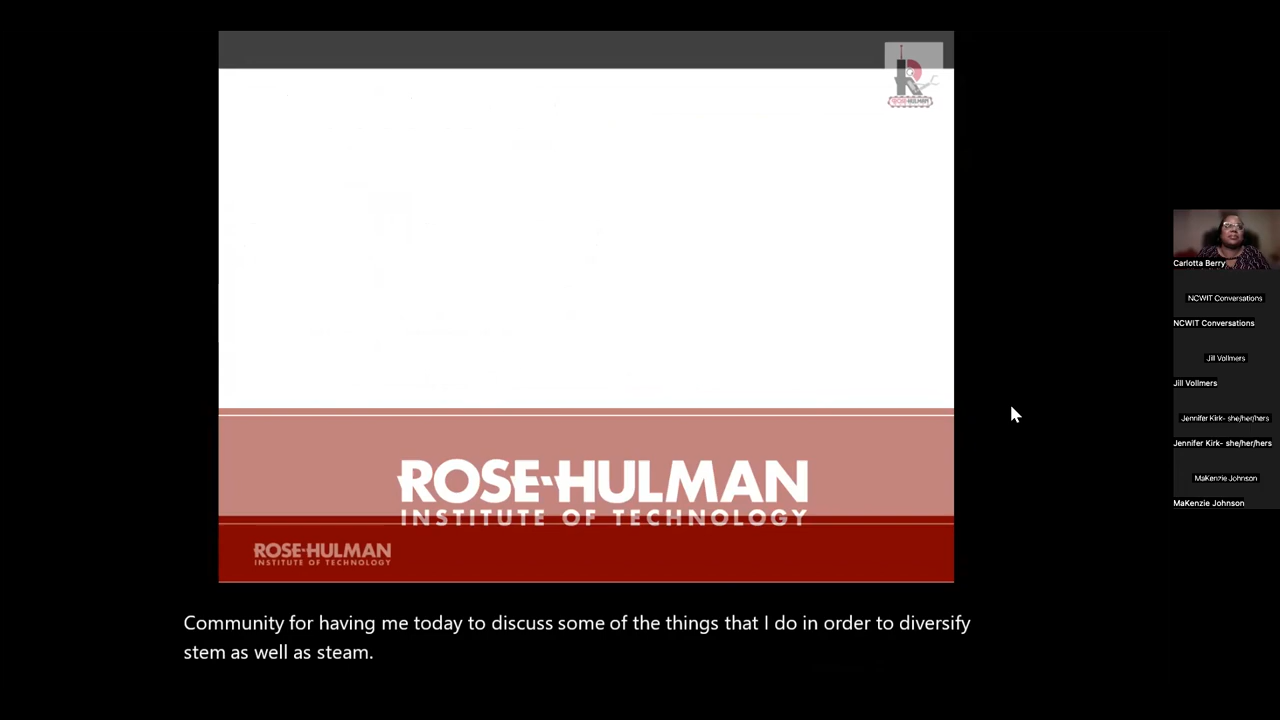 ROSE-HULMAN
ROSE-HULMAN
INSTITUTE OF TECHNOLOGY
ROSE-HULMAN
INSTITUTE OF TECHNOLOGY
Community for having me today to discuss some of the things that I do in order to diversify
stem as well as steam.
Carlotta Berry
NCWIT Conversations
NCWIT Conversations
Jill Vollmers
Jill Vollmers
Jennifer Kirk- she/her/hers
Jennifer Kirk- she/her/hers
MaKenzie Johnson
MaKenzie Johnson